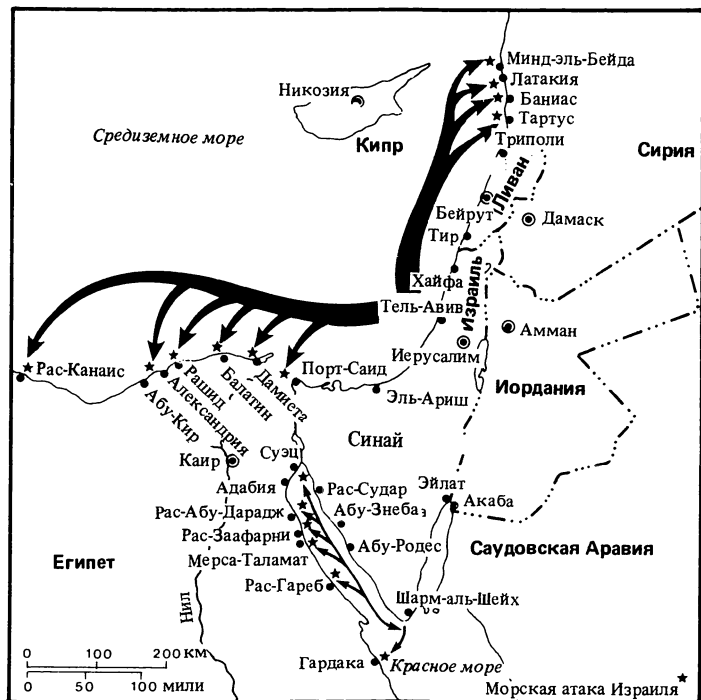 Минд-эль-Бейда
Латакия
Баниас
Тартус
Триполи
Никозия
Средиземное море
Кипр
Сирия
Ливан
Бейрут
Дамаск
Тир
Хайфа
Израиль
Тель-Авив
Амман
Иерусалим
Рас-Канаис
Порт-Саид
Иордания
Эль-Ариш
Дамиета
Балатин
Рашид
Александрия
Абу-Кир
Синай
Суэц
Каир
Адабия
Рас-Судар
Эйлат
Акаба
Рас-Абу-Дарадж
Абу-Знеба
Рас-Заафарни
Абу-Родес
Саудовская Аравия
Египет
Мерса-Таламат
Рас-Гареб
Шарм-аль-Шейх
Нил
0 100 200 км
0 50 100 мили
Гардака
Красное море
Морская атака Израиля